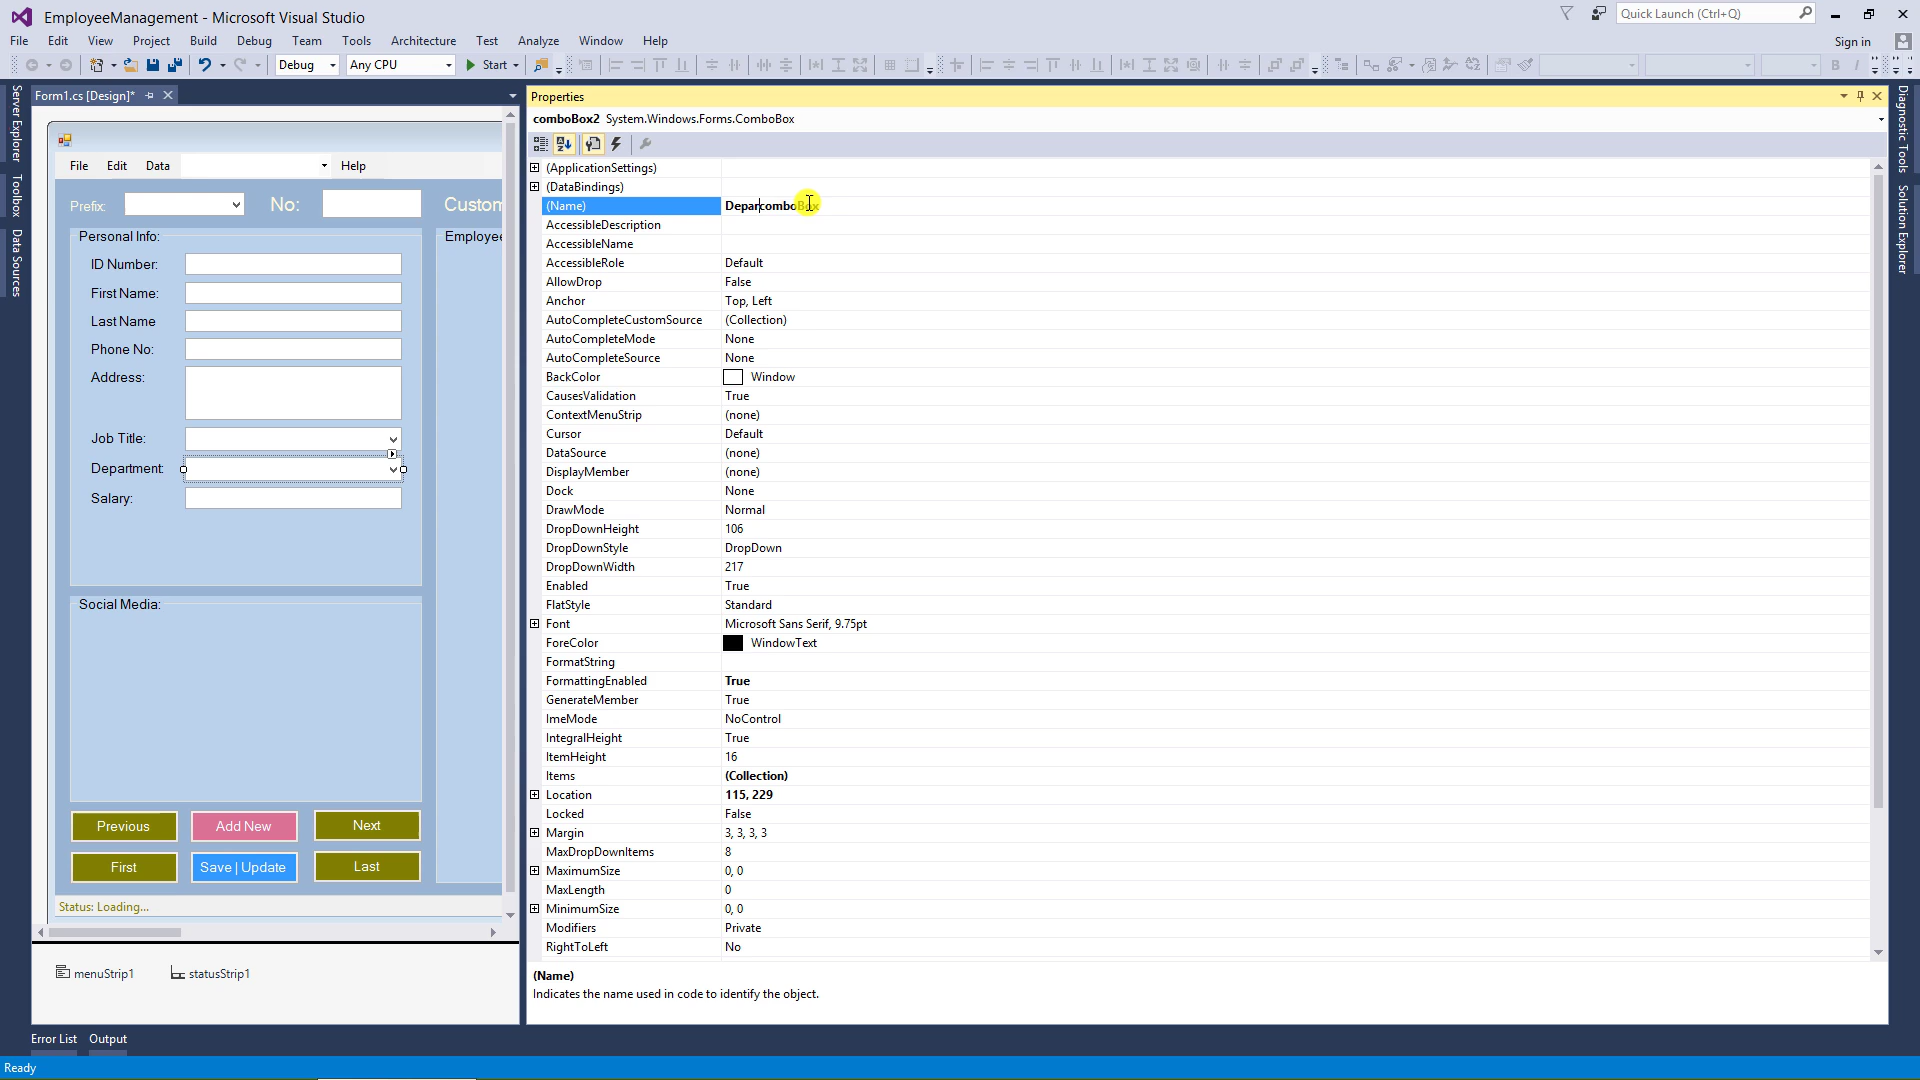 EmployeeManagement - Microsoft Visual Studio
Quick Launch (Ctrl+Q)
File Edit View Project Build Debug Team Tools Architecture Test Analyze Window Help
Sign in
Debug Any CPU Start
B I
Server Explorer
Toolbox
Data Sources
Form1.cs [Design]*
File Edit Data Help
Prefix: No: Custom
Personal Info:
Employee
ID Number:
First Name:
Last Name
Phone No:
Address:
Job Title:
Department:
Salary:
Social Media:
Previous Add New Next
First Save | Update Last
Status: Loading...
menuStrip1 statusStrip1
Properties
comboBox2 System.Windows.Forms.ComboBox
(ApplicationSettings)
(DataBindings)
(Name) DeparcomboBox
AccessibleDescription
AccessibleName
AccessibleRole Default
AllowDrop False
Anchor Top, Left
AutoCompleteCustomSource (Collection)
AutoCompleteMode None
AutoCompleteSource None
BackColor Window
CausesValidation True
ContextMenuStrip (none)
Cursor Default
DataSource (none)
DisplayMember (none)
Dock None
DrawMode Normal
DropDownHeight 106
DropDownStyle DropDown
DropDownWidth 217
Enabled True
FlatStyle Standard
Font Microsoft Sans Serif, 9.75pt
ForeColor WindowText
FormatString
FormattingEnabled True
GenerateMember True
ImeMode NoControl
IntegralHeight True
ItemHeight 16
Items (Collection)
Location 115, 229
Locked False
Margin 3, 3, 3, 3
MaxDropDownItems 8
MaximumSize 0, 0
MaxLength 0
MinimumSize 0, 0
Modifiers Private
RightToLeft No
(Name)
Indicates the name used in code to identify the object.
Diagnostic Tools
Solution Explorer
Error List Output
Ready